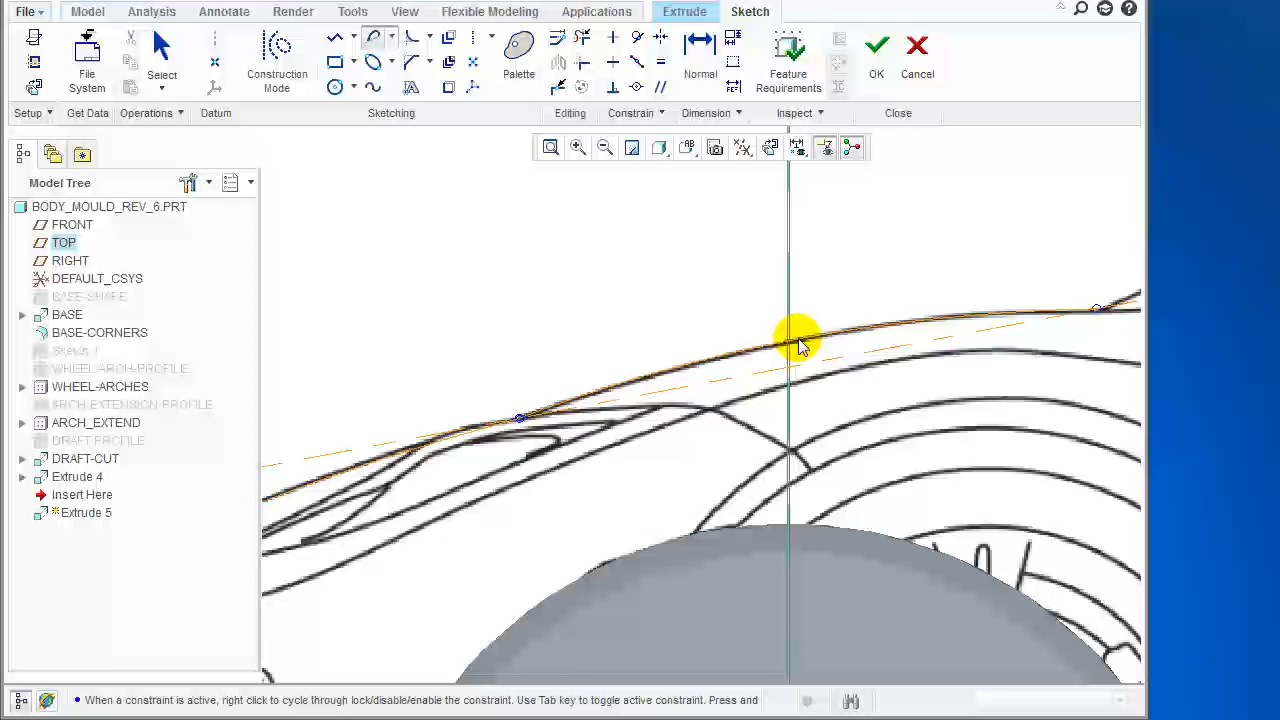 File Model Analysis Annotate Render Tools View Flexible Modeling Applications Extrude Sketch
File System
Select
Construction Mode
Palette
Normal
Feature Requirements
OK
Cancel
Setup Get Data Operations Datum Sketching Editing Constrain Dimension Inspect Close
Model Tree
BODY_MOULD_REV_6.PRT
FRONT
TOP
RIGHT
DEFAULT_CSYS
BASE-SHAPE
BASE
BASE-CORNERS
Sketch 1
WHEEL-ARCH-PROFILE
WHEEL-ARCHES
ARCH-EXTENSION-PROFILE
ARCH_EXTEND
DRAFT PROFILE
DRAFT-CUT
Extrude 4
Insert Here
Extrude 5
When a constraint is active, right click to cycle through lock/disable/enable the constraint. Use Tab key to toggle active constraint. Press and